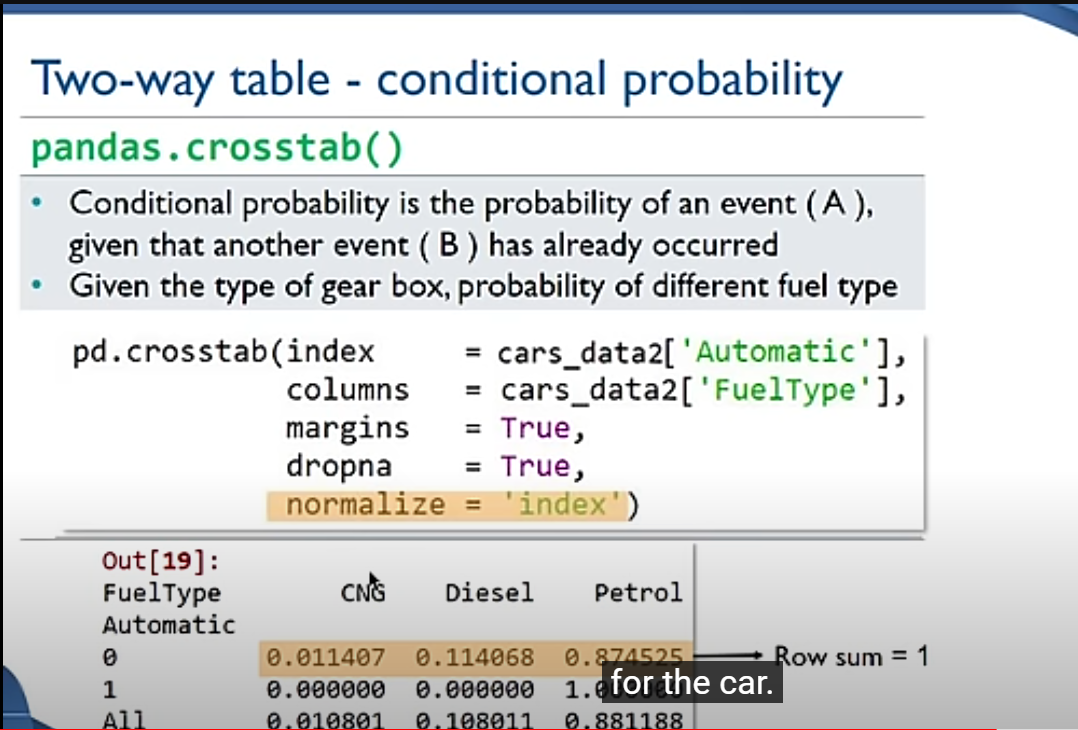 Two-way table - conditional probability
pandas.crosstab()
• Conditional probability is the probability of an event ( A ),
given that another event ( B ) has already occurred
• Given the type of gear box, probability of different fuel type
pd.crosstab(index = cars_data2['Automatic'],
columns = cars_data2['FuelType'],
margins = True,
dropna = True,
normalize = 'index')
Out[19]:
FuelType CNG Diesel Petrol
Automatic
0 0.011407 0.114068 0.874525 Row sum = 1
1 0.000000 0.000000
for the car.
All 0.010801 0.108011 0.881188